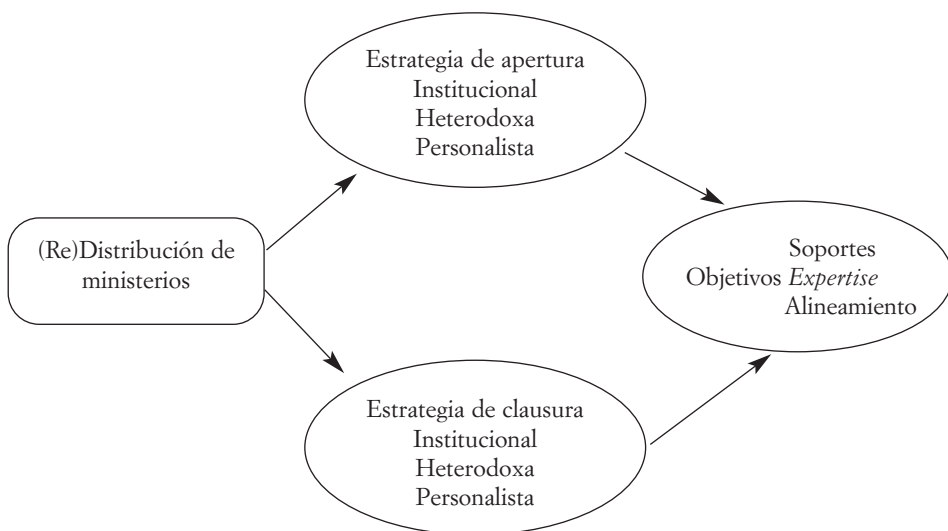 Estrategia de apertura
Institucional
Heterodoxa
Personalista
(Re)Distribución de
ministerios
Soportes
Objetivos Expertise
Alineamiento
Estrategia de clausura
Institucional
Heterodoxa
Personalista